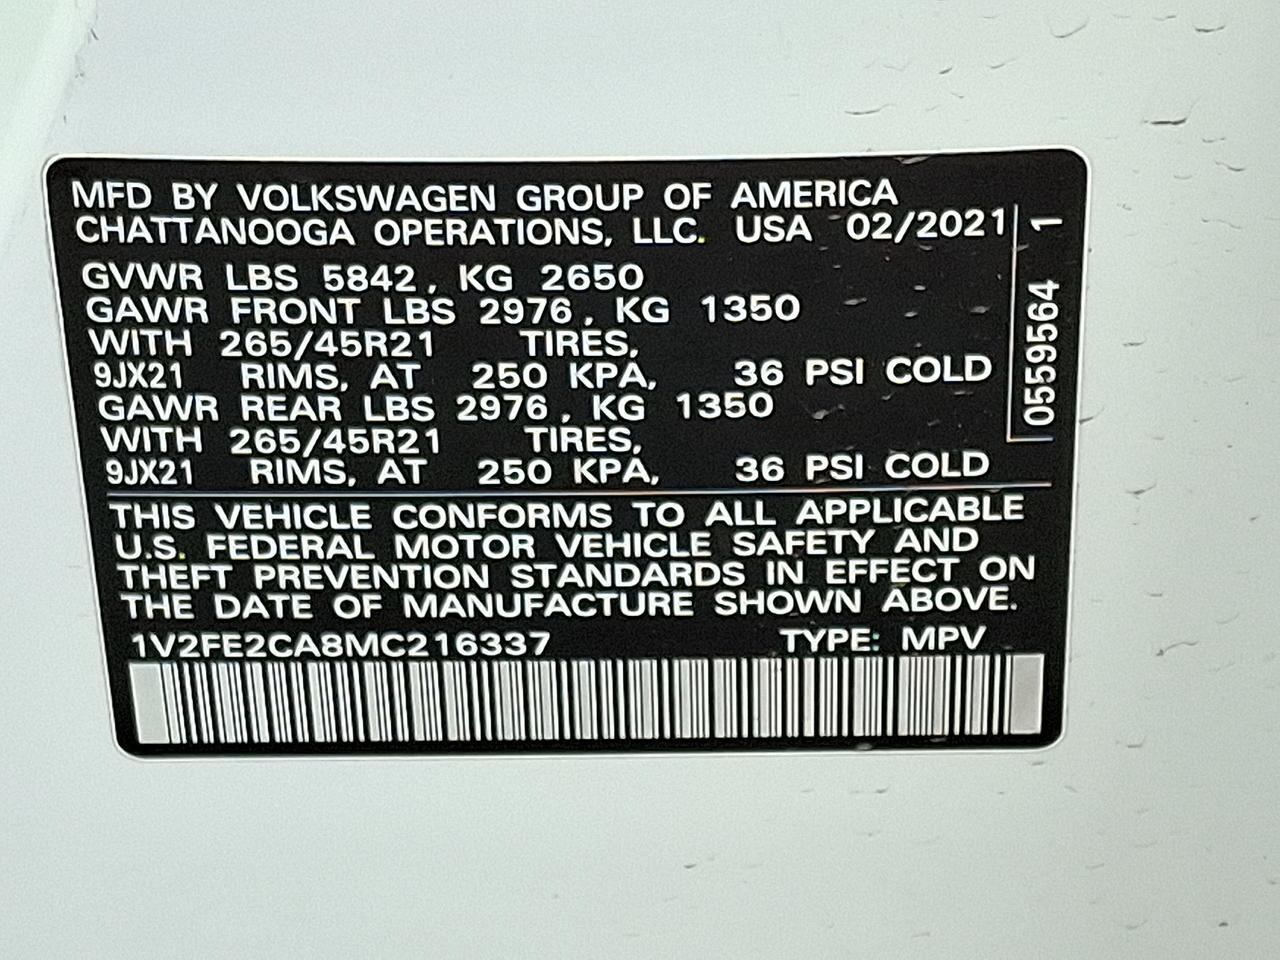 MFD BY VOLKSWAGEN GROUP OF AMERICA
CHATTANOOGA OPERATIONS, LLC. USA 02/2021
GVWR LBS 5842, KG 2650
GAWR FRONT LBS 2976, KG 1350
WITH 265/45R21 TIRES,
9JX21 RIMS, AT 250 KPA, 36 PSI COLD
GAWR REAR LBS 2976, KG 1350
WITH 265/45R21 TIRES,
9JX21 RIMS, AT 250 KPA, 36 PSI COLD
THIS VEHICLE CONFORMS TO ALL APPLICABLE
U.S. FEDERAL MOTOR VEHICLE SAFETY AND
THEFT PREVENTION STANDARDS IN EFFECT ON
THE DATE OF MANUFACTURE SHOWN ABOVE.
1V2FE2CA8MC216337 TYPE: MPV
0559564 1